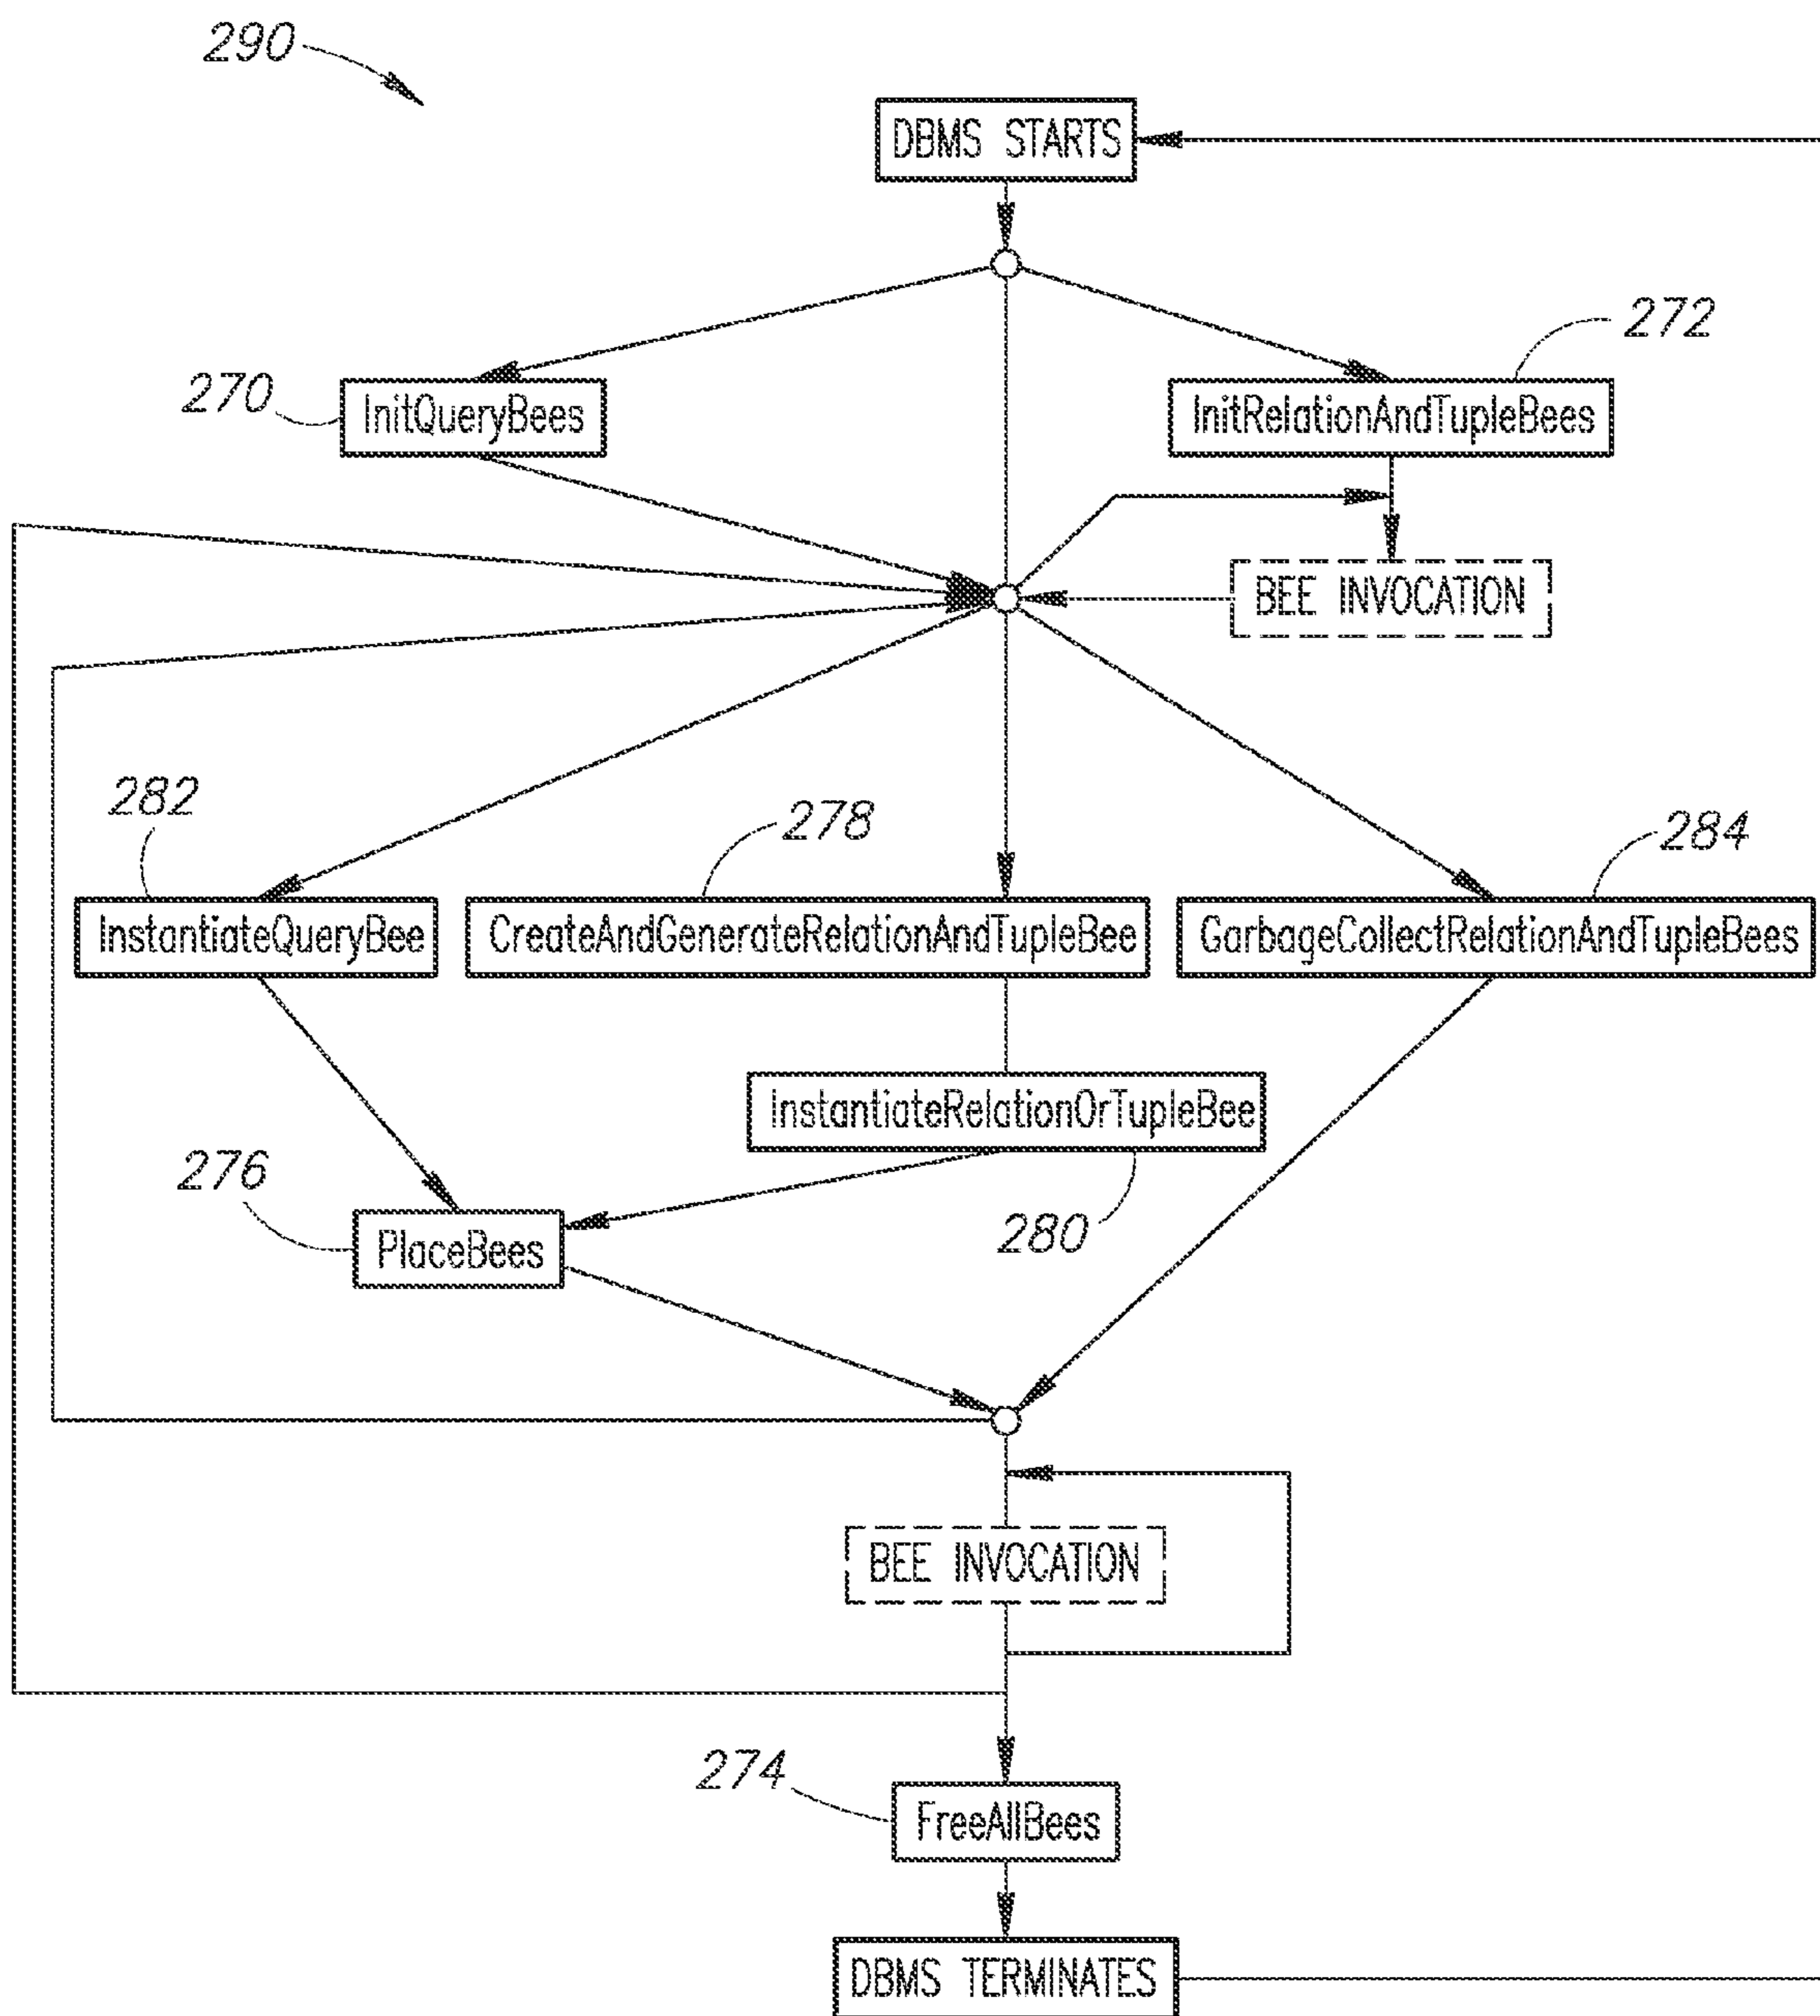 290
DBMS STARTS
272
270
InitQueryBees
InitRelationAndTupleBees
BEE INVOCATION
282
278
284
InstantiateQueryBee
CreateAndGenerateRelationAndTupleBee
GarbageCollectRelationAndTupleBees
InstantiateRelationOrTupleBee
276
280
PlaceBees
BEE INVOCATION
274
FreeAllBees
DBMS TERMINATES